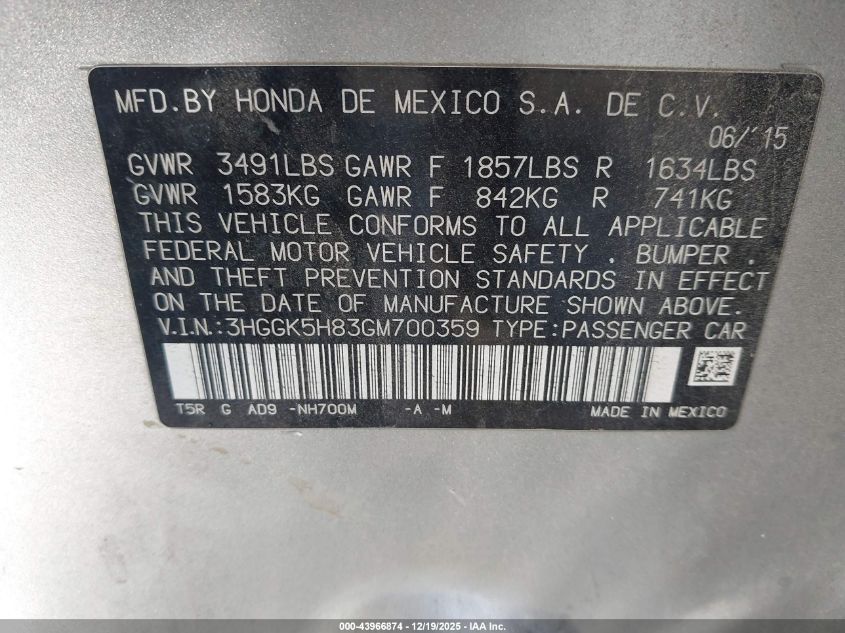 MFD.BY HONDA DE MEXICO S.A. DE C.V.
06/'15
GVWR 3491LBS GAWR F 1857LBS R 1634LBS
GVWR 1583KG GAWR F 842KG R 741KG
THIS VEHICLE CONFORMS TO ALL APPLICABLE
FEDERAL MOTOR VEHICLE SAFETY , BUMPER ,
AND THEFT PREVENTION STANDARDS IN EFFECT
ON THE DATE OF MANUFACTURE SHOWN ABOVE.
V.I.N.:3HGGK5H83GM700359 TYPE:PASSENGER CAR
T5R G AD9 -NH700M -A -M MADE IN MEXICO
000-43966874 / 12/19/2025 - IAA Inc.